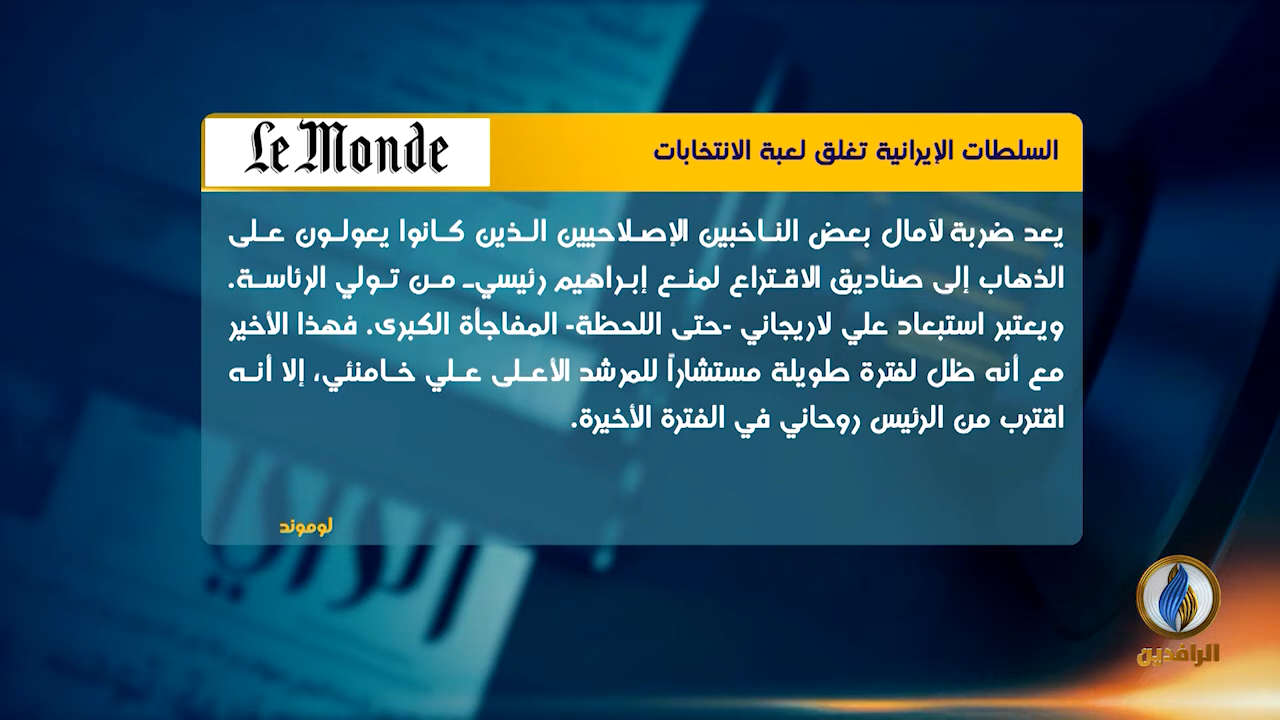 Le Monde
السلطات الإيرانية تغلق لعبة الانتخابات
يعد ضربة لآمال بعض الناخبين الإصلاحيين الذين كانوا يعولون على
الذهاب إلى صناديق الاقتراع لمنع إبراهيم رئيسي- من تولي الرئاسة.
ويعتبر استبعاد علي لاريجاني -حتى اللحظة- المفاجأة الكبرى. فهذا الأخير
مع أنه ظل لفترة طويلة مستشاراً للمرشد الأعلى علي خامنئي، إلا أنه
اقترب من الرئيس روحاني في الفترة الأخيرة.
لوموند
الرافدين